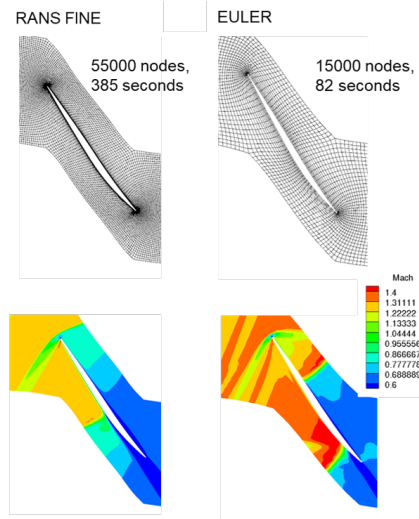 RANS FINE
EULER
55000 nodes,
385 seconds
15000 nodes,
82 seconds
Mach
1.4
1.31111
1.22222
1.13333
1.04444
0.955556
0.866667
0.777778
0.688889
0.6